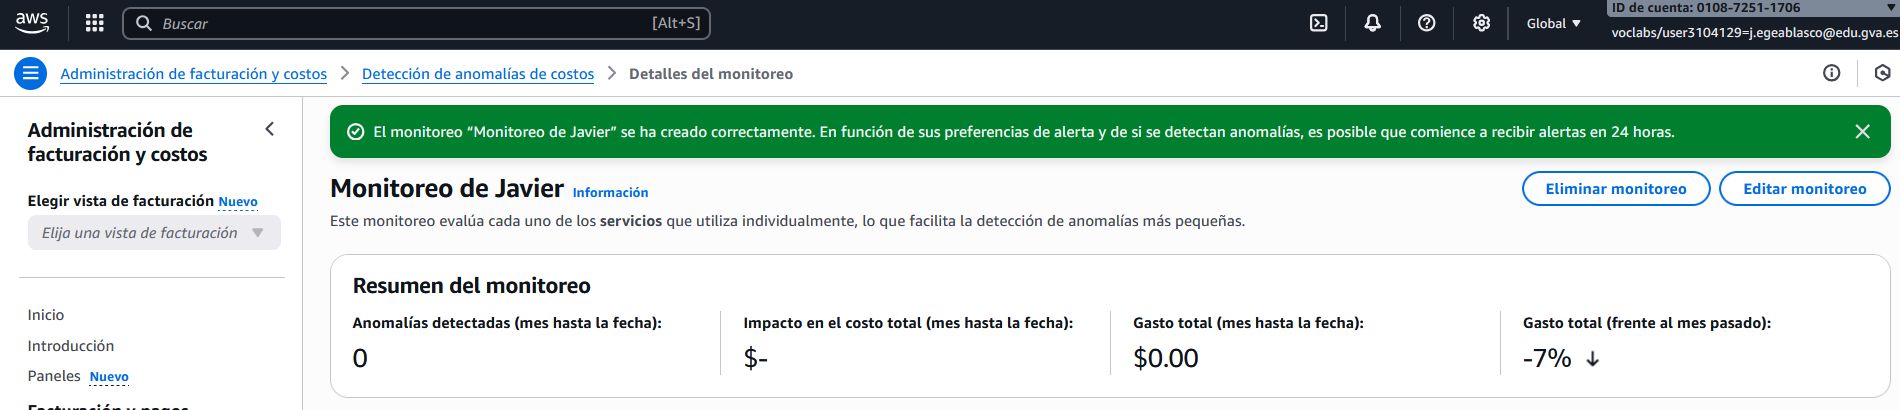 aws
Buscar
[Alt+S]
Global
ID de cuenta: 0108-7251-1706
voclabs/user3104129=j.egeablasco@edu.gva.es
Administración de facturación y costos
Detección de anomalías de costos
Detalles del monitoreo
Administración de
facturación y costos
Elegir vista de facturación Nuevo
Elija una vista de facturación
Inicio
Introducción
Paneles Nuevo
Facturación y pagos
El monitoreo “Monitoreo de Javier” se ha creado correctamente. En función de sus preferencias de alerta y de si se detectan anomalías, es posible que comience a recibir alertas en 24 horas.
Monitoreo de Javier Información
Eliminar monitoreo
Editar monitoreo
Este monitoreo evalúa cada uno de los servicios que utiliza individualmente, lo que facilita la detección de anomalías más pequeñas.
Resumen del monitoreo
Anomalías detectadas (mes hasta la fecha):
0
Impacto en el costo total (mes hasta la fecha):
$-
Gasto total (mes hasta la fecha):
$0.00
Gasto total (frente al mes pasado):
-7%